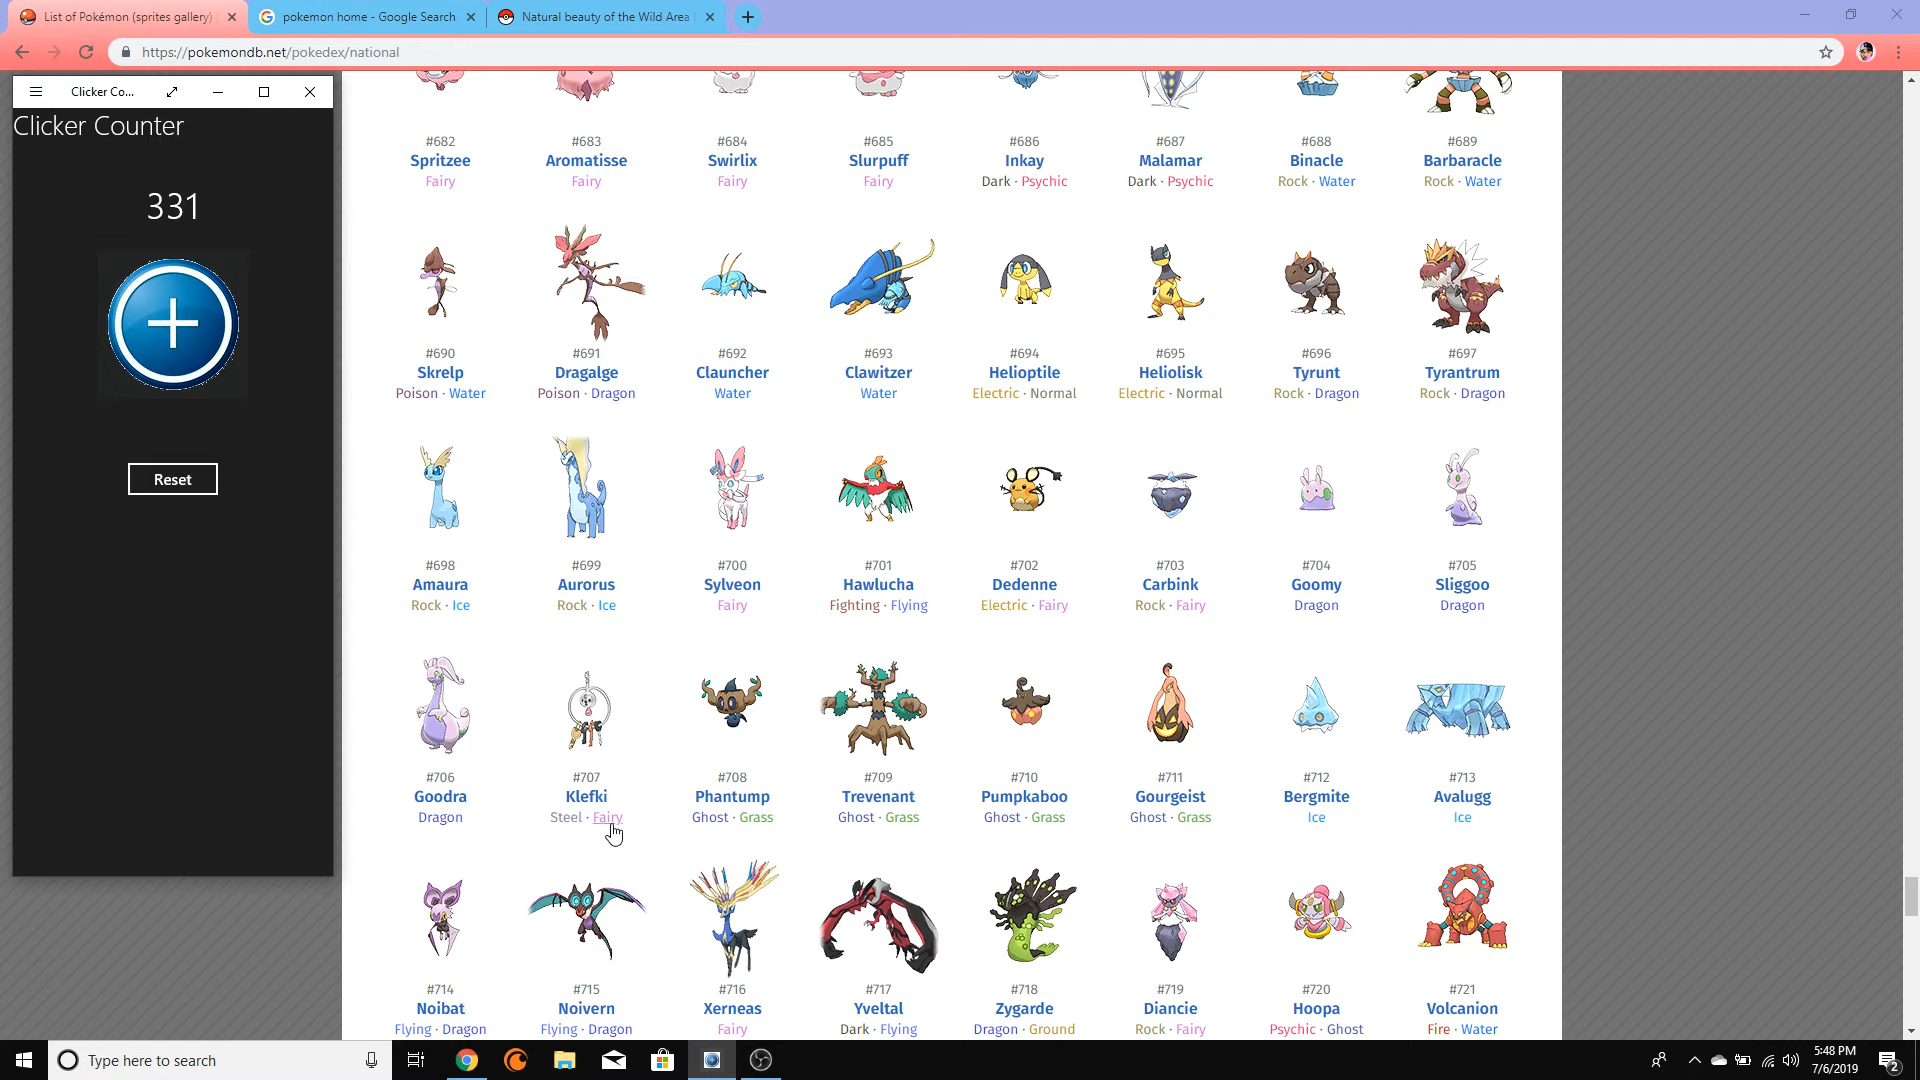 List of Pokémon (sprites gallery)
pokemon home - Google Search
Natural beauty of the Wild Area
https://pokemondb.net/pokedex/national
Clicker Co...
Clicker Counter
331
Reset
#682 #683 #684 #685 #686 #687 #688 #689
Spritzee Aromatisse Swirlix Slurpuff Inkay Malamar Binacle Barbaracle
Fairy Fairy Fairy Fairy Dark · Psychic Dark · Psychic Rock · Water Rock · Water
#690 #691 #692 #693 #694 #695 #696 #697
Skrelp Dragalge Clauncher Clawitzer Helioptile Heliolisk Tyrunt Tyrantrum
Poison · Water Poison · Dragon Water Water Electric · Normal Electric · Normal Rock · Dragon Rock · Dragon
#698 #699 #700 #701 #702 #703 #704 #705
Amaura Aurorus Sylveon Hawlucha Dedenne Carbink Goomy Sliggoo
Rock · Ice Rock · Ice Fairy Fighting · Flying Electric · Fairy Rock · Fairy Dragon Dragon
#706 #707 #708 #709 #710 #711 #712 #713
Goodra Klefki Phantump Trevenant Pumpkaboo Gourgeist Bergmite Avalugg
Dragon Steel · Fairy Ghost · Grass Ghost · Grass Ghost · Grass Ghost · Grass Ice Ice
#714 #715 #716 #717 #718 #719 #720 #721
Noibat Noivern Xerneas Yveltal Zygarde Diancie Hoopa Volcanion
Flying · Dragon Flying · Dragon Fairy Dark · Flying Dragon · Ground Rock · Fairy Psychic · Ghost Fire · Water
Type here to search
5:48 PM
7/6/2019
2